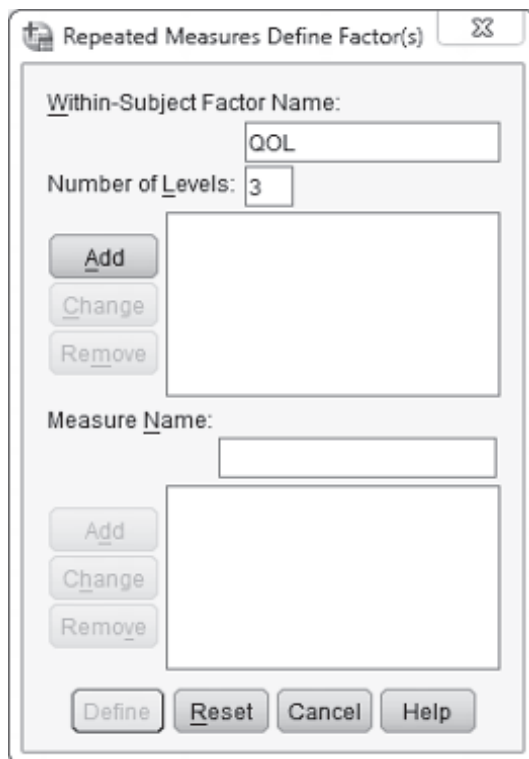 Repeated Measures Define Factor(s)
Within-Subject Factor Name:
QOL
Number of Levels: 3
Add
Change
Remove
Measure Name:
Add
Change
Remove
Define Reset Cancel Help